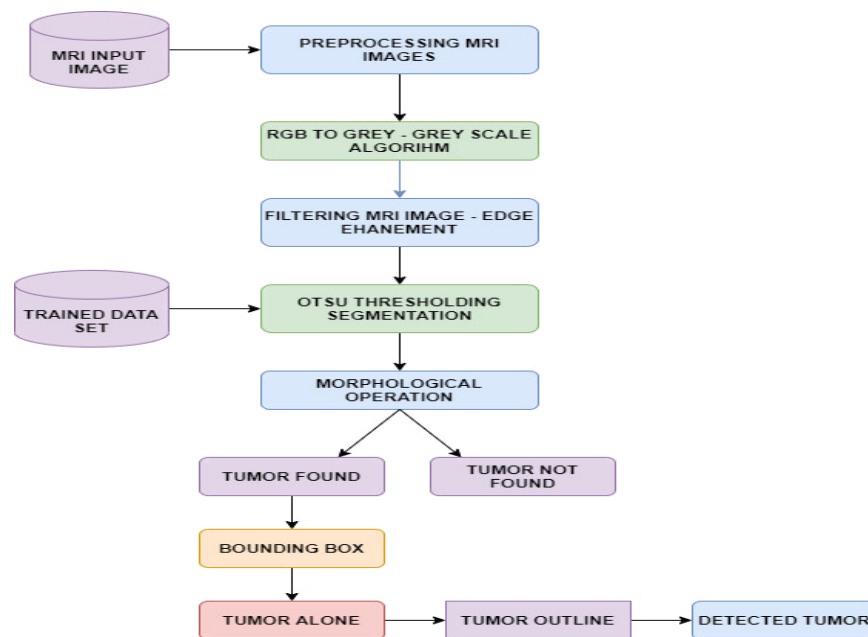 MRI INPUT
IMAGE
PREPROCESSING MRI
IMAGES
RGB TO GREY - GREY SCALE
ALGORIHM
FILTERING MRI IMAGE - EDGE
EHANEMENT
TRAINED DATA
SET
OTSU THRESHOLDING
SEGMENTATION
MORPHOLOGICAL
OPERATION
TUMOR FOUND
TUMOR NOT
FOUND
BOUNDING BOX
TUMOR ALONE
TUMOR OUTLINE
DETECTED TUMOR